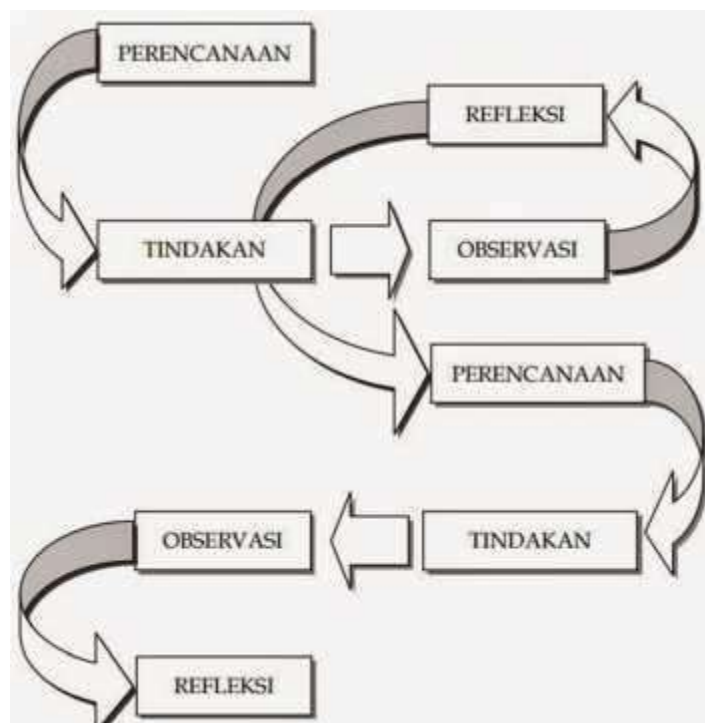 PERENCANAAN
REFLEKSI
TINDAKAN
OBSERVASI
PERENCANAAN
OBSERVASI
TINDAKAN
REFLEKSI